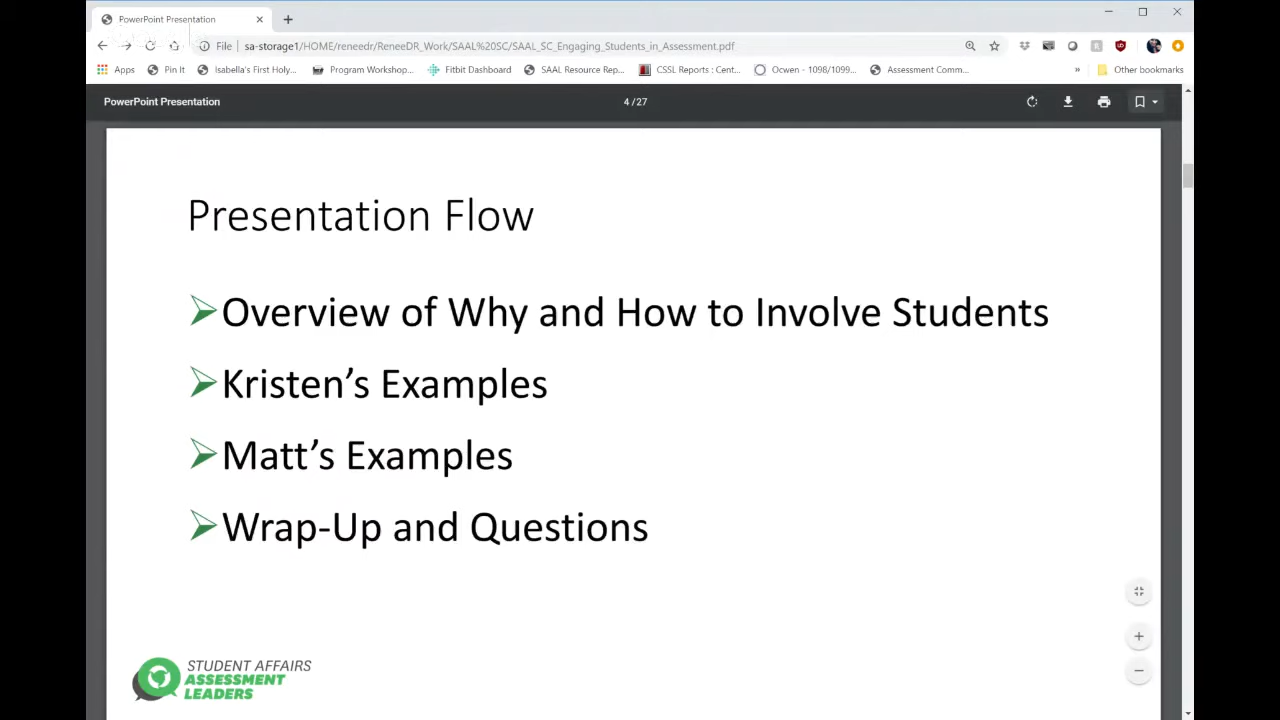 PowerPoint Presentation
File
sa-storage1/HOME/reneedr/ReneeDR_Work/SAAL%20SC/SAAL_SC_Engaging_Students_in_Assessment.pdf
Apps Pin It Isabella's First Holy... Program Workshop... Fitbit Dashboard SAAL Resource Rep... CSSL Reports : Cent... Ocwen - 1098/1099... Assessment Comm... » Other bookmarks
PowerPoint Presentation 4 / 27
Presentation Flow
Overview of Why and How to Involve Students
Kristen's Examples
Matt's Examples
Wrap-Up and Questions
STUDENT AFFAIRS
ASSESSMENT
LEADERS